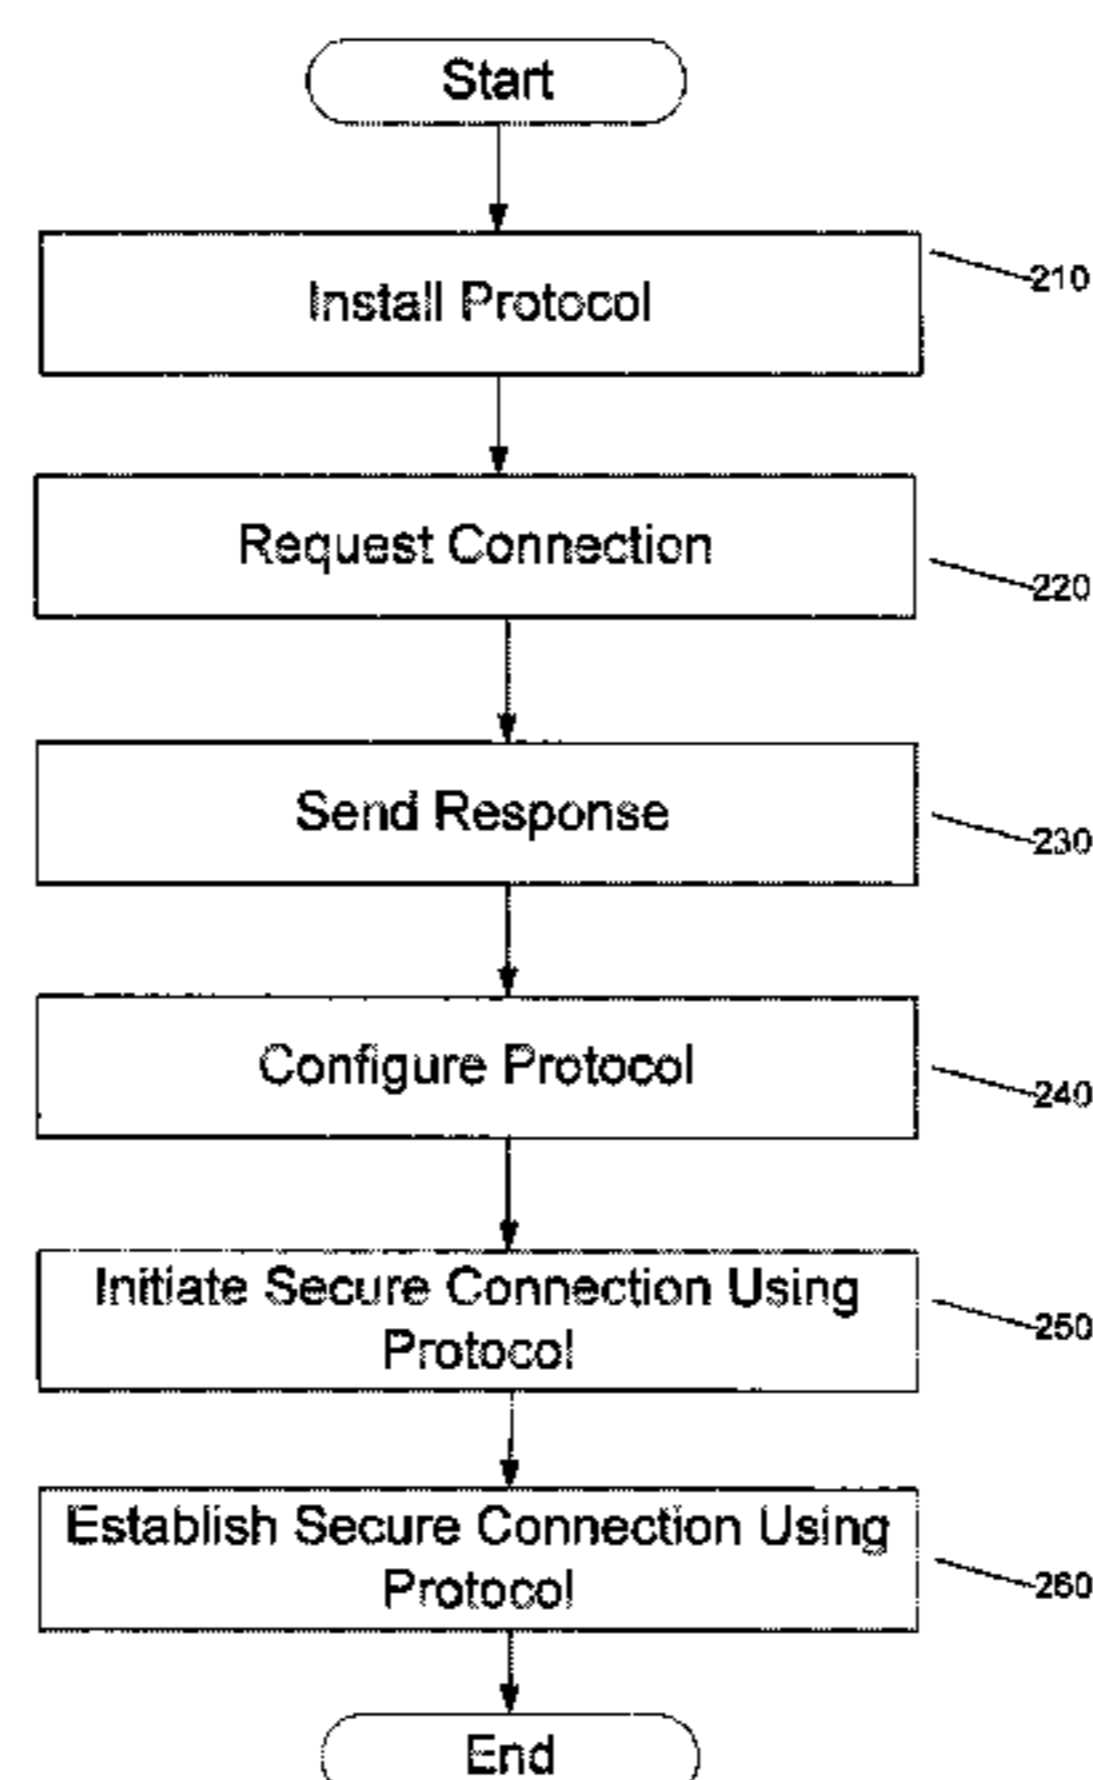 Start
Install Protocol
210
Request Connection
220
Send Response
230
Configure Protocol
240
Initiate Secure Connection Using
Protocol
250
Establish Secure Connection Using
Protocol
260
End